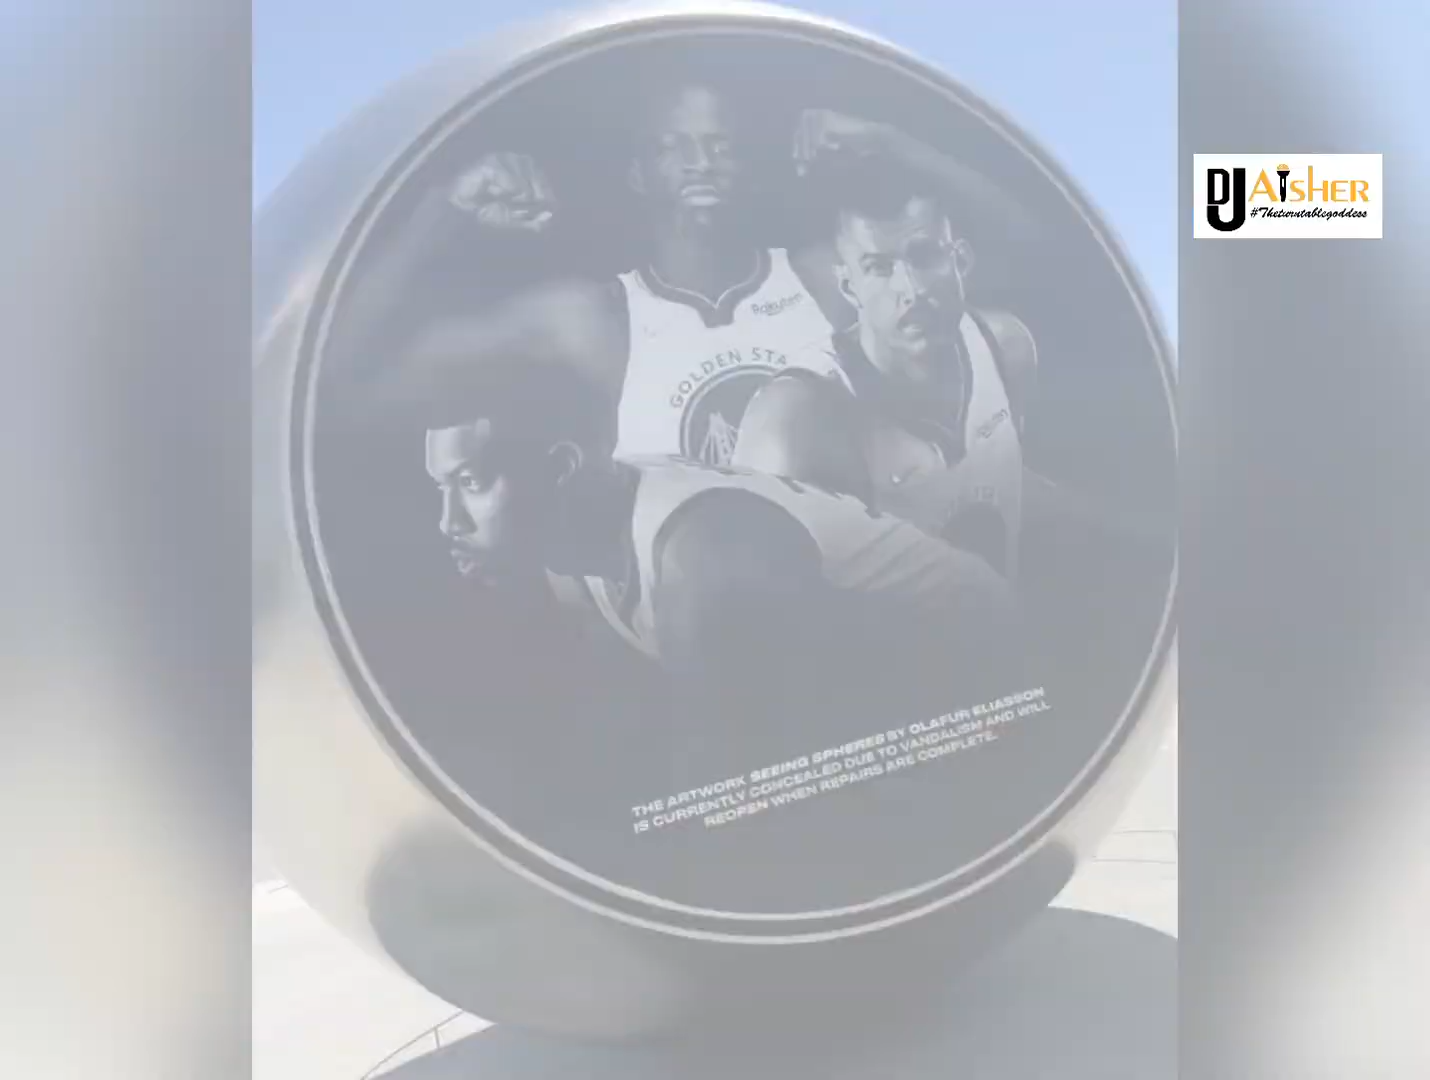 DJ AISHER
#Theturntablegoddess
Rakuten
GOLDEN STA
THE ARTWORK SEEING SPHERES BY OLAFUR ELIASSON
IS CURRENTLY CONCEALED DUE TO VANDALISM AND WILL
REOPEN WHEN REPAIRS ARE COMPLETE.